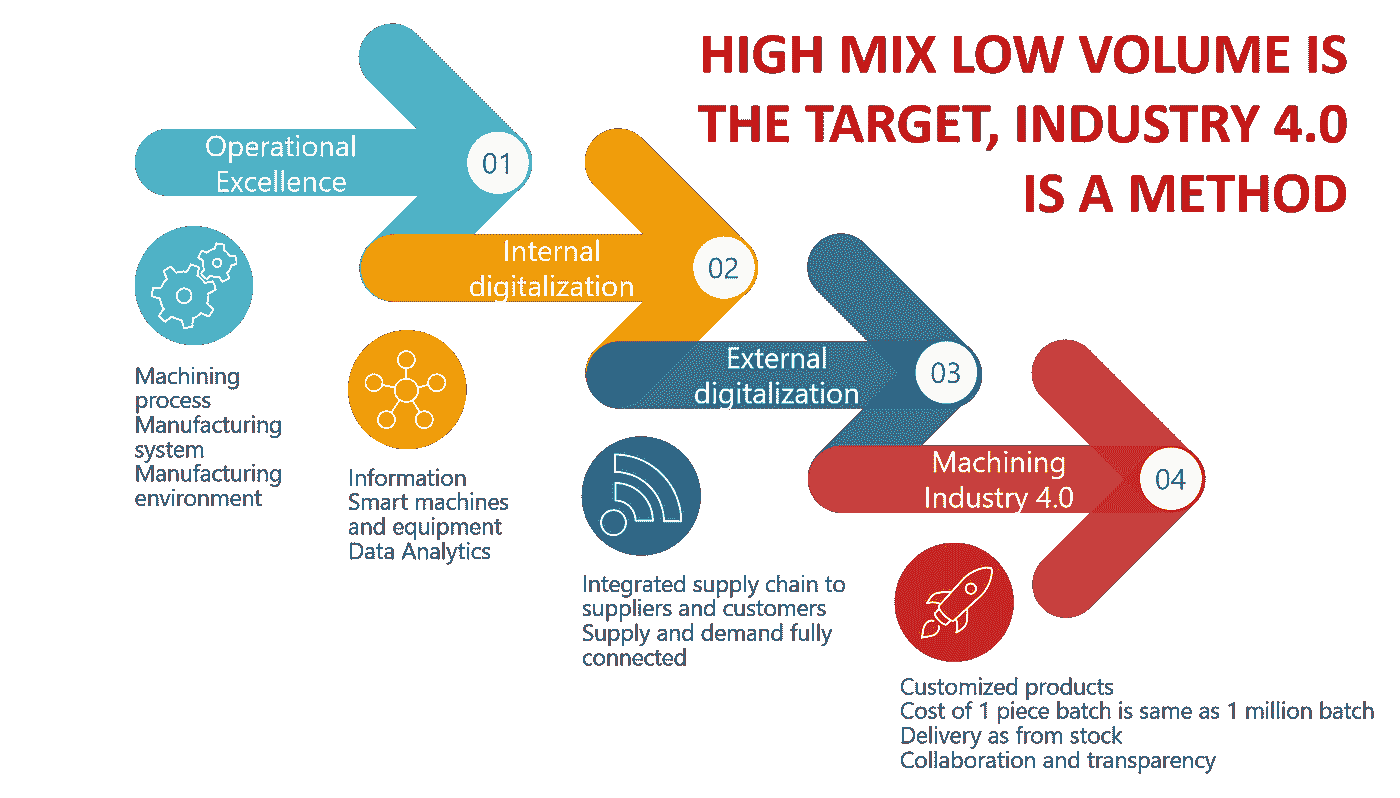 HIGH MIX LOW VOLUME IS
THE TARGET, INDUSTRY 4.0
IS A METHOD
Operational
Excellence
01
Machining
process
Manufacturing
system
Manufacturing
environment
Internal
digitalization
02
Information
Smart machines
and equipment
Data Analytics
External
digitalization
03
Integrated supply chain to
suppliers and customers
Supply and demand fully
connected
Machining
Industry 4.0
04
Customized products
Cost of 1 piece batch is same as 1 million batch
Delivery as from stock
Collaboration and transparency